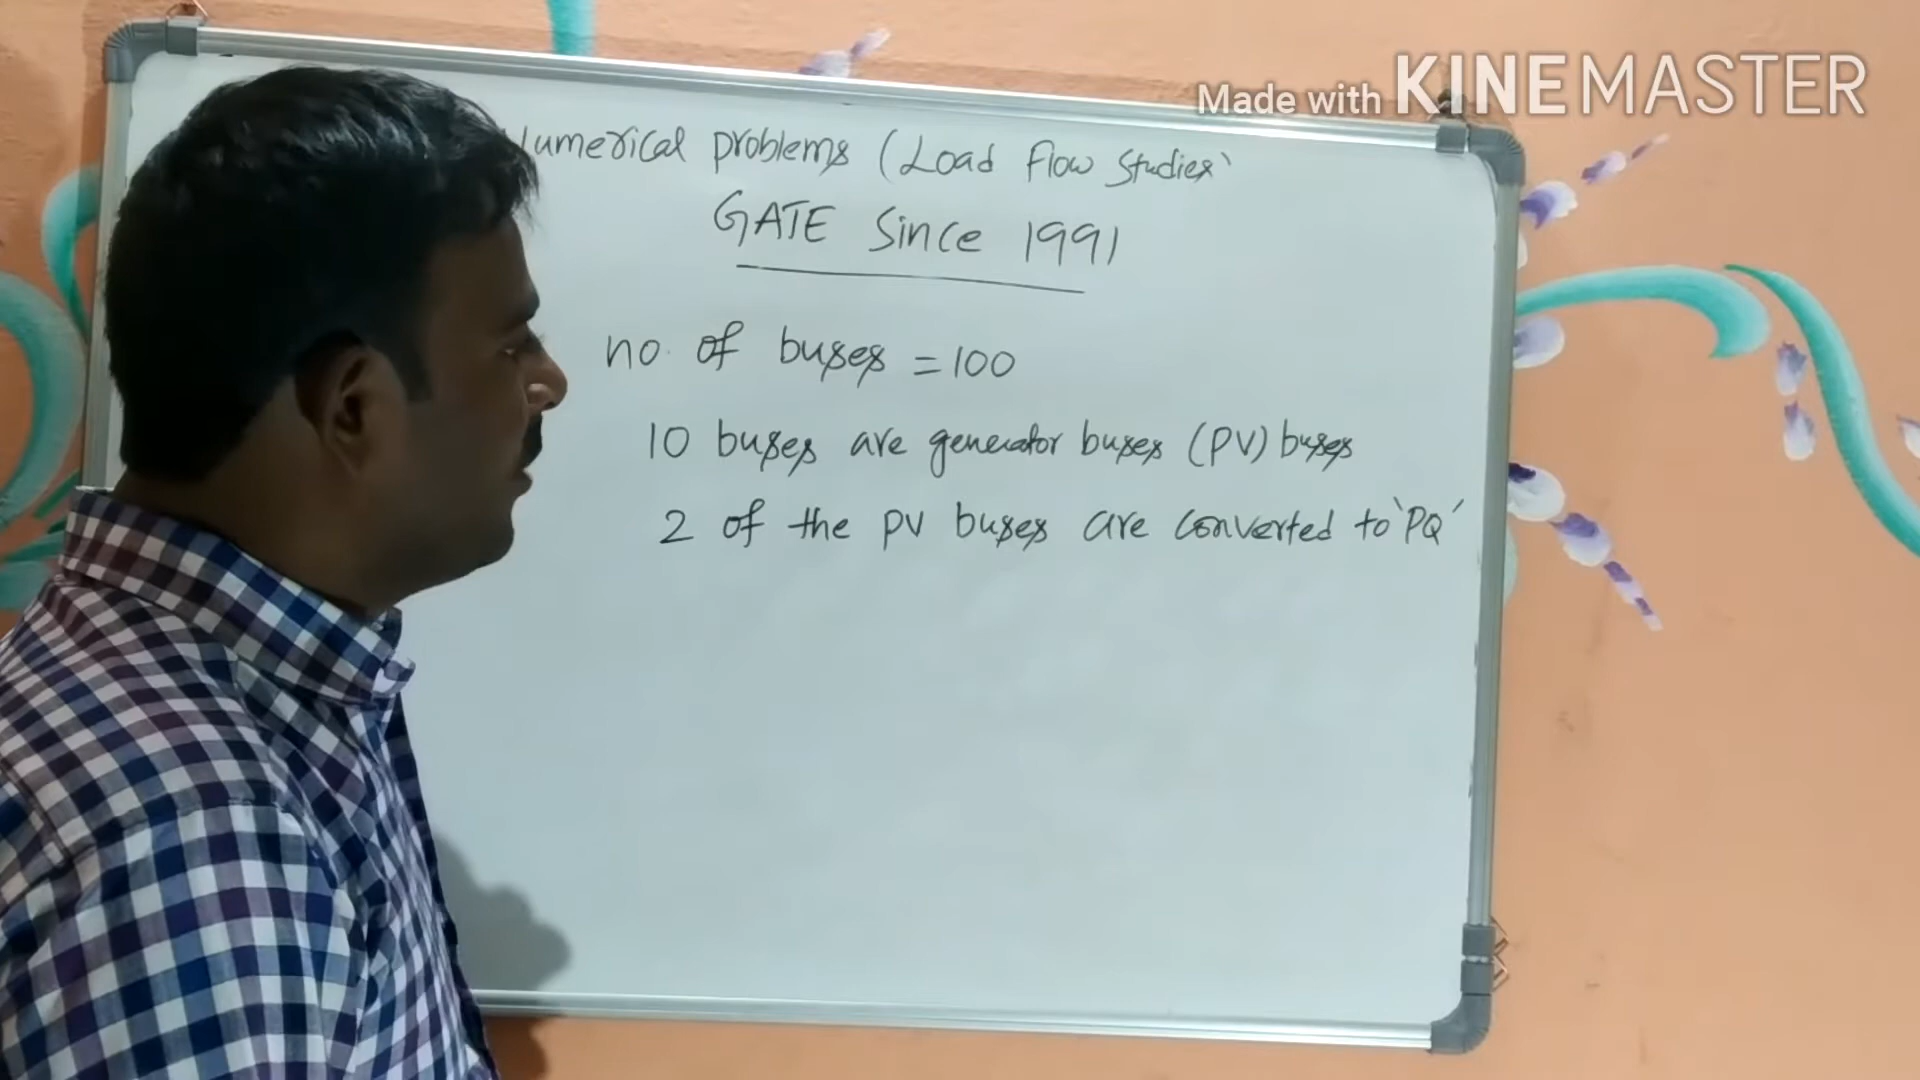 Made with KINEMASTER
Numerical problems (Load Flow Studies)
GATE Since 1991
no. of buses = 100
10 buses are generator buses (PV) buses
2 of the PV buses are converted to 'PQ'